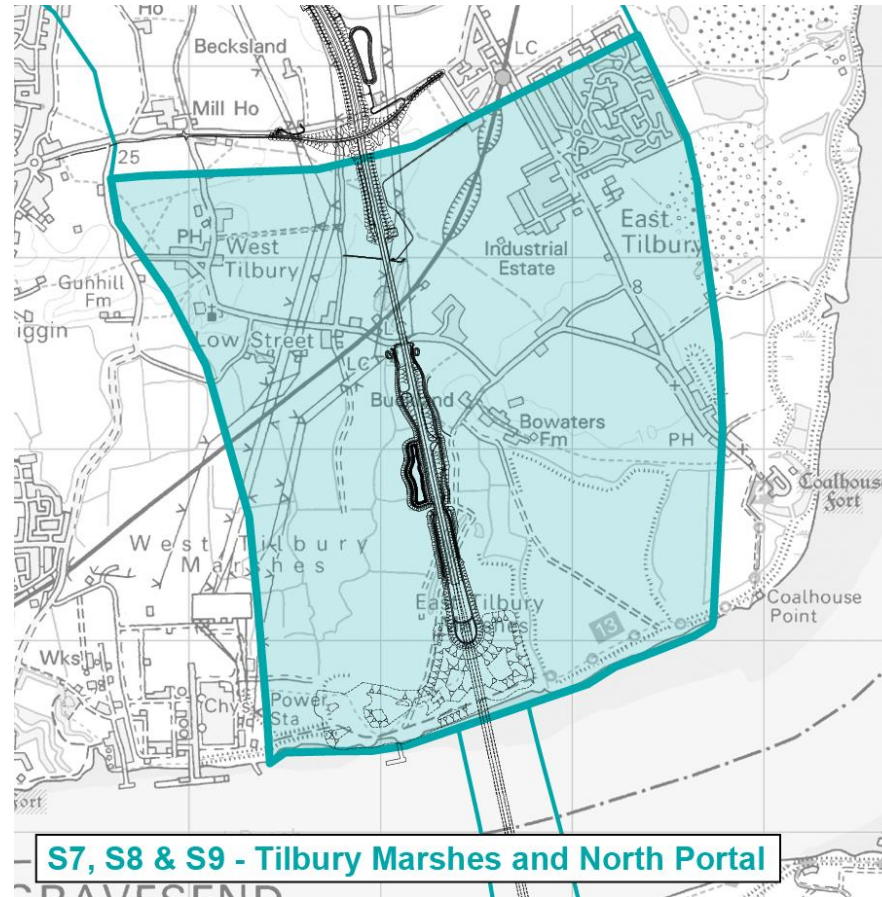 Ho
Becksland
LC
Mill Ho
25
PH
West
Tilbury
East
Tilbury
Industrial
Estate
Gunhill
Fm
iggin
8
Low Street
LC
Bowaters
Fm
PH
Coalhouse
Fort
West Tilbury
Marshes
East Tilbury
13
Coalhouse
Point
Wks
Chys
Power
Sta
Fort
S7, S8 & S9 - Tilbury Marshes and North Portal
GRAVESEND